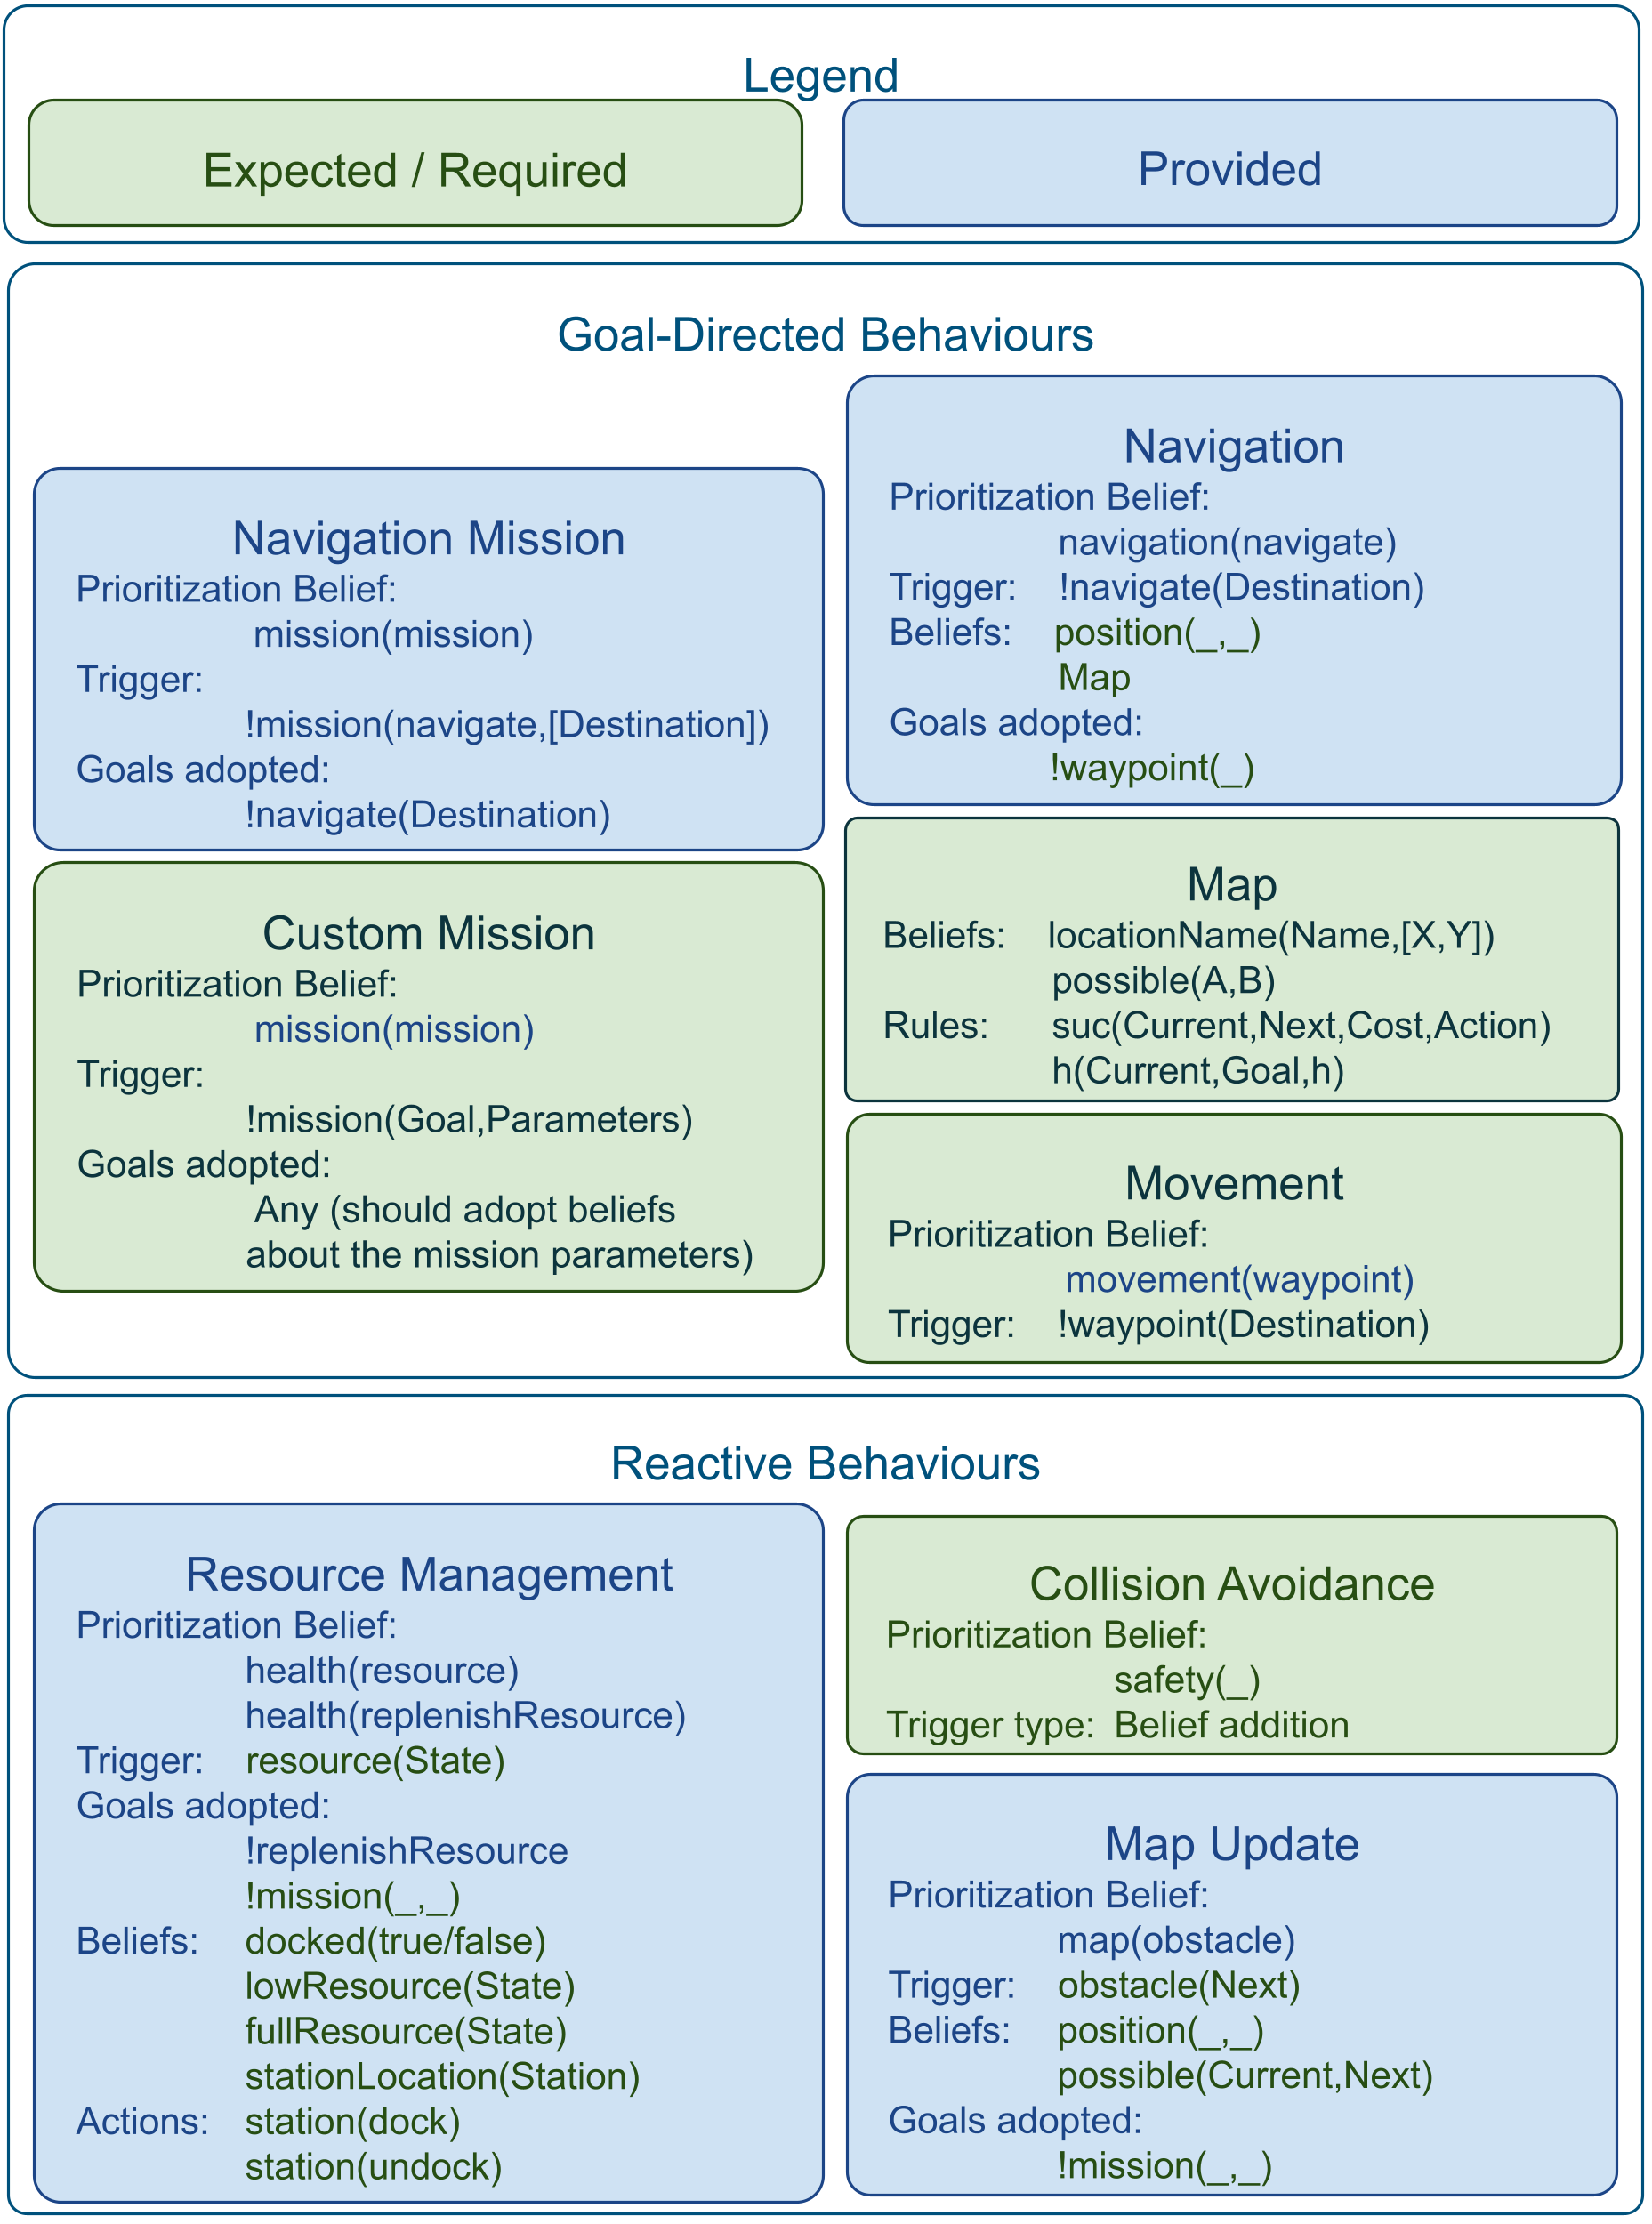 Legend
Expected / Required
Provided
Goal-Directed Behaviours
Navigation Mission
Prioritization Belief:
mission(mission)
Trigger:
!mission(navigate,[Destination])
Goals adopted:
!navigate(Destination)
Custom Mission
Prioritization Belief:
mission(mission)
Trigger:
!mission(Goal,Parameters)
Goals adopted:
Any (should adopt beliefs
about the mission parameters)
Navigation
Prioritization Belief:
navigation(navigate)
Trigger: !navigate(Destination)
Beliefs: position(_,_)
Map
Goals adopted:
!waypoint(_)
Map
Beliefs: locationName(Name,[X,Y])
possible(A,B)
Rules: suc(Current,Next,Cost,Action)
h(Current,Goal,h)
Movement
Prioritization Belief:
movement(waypoint)
Trigger: !waypoint(Destination)
Reactive Behaviours
Resource Management
Prioritization Belief:
health(resource)
health(replenishResource)
Trigger: resource(State)
Goals adopted:
!replenishResource
!mission(_,_)
Beliefs: docked(true/false)
lowResource(State)
fullResource(State)
stationLocation(Station)
Actions: station(dock)
station(undock)
Collision Avoidance
Prioritization Belief:
safety(_)
Trigger type: Belief addition
Map Update
Prioritization Belief:
map(obstacle)
Trigger: obstacle(Next)
Beliefs: position(_,_)
possible(Current,Next)
Goals adopted:
!mission(_,_)